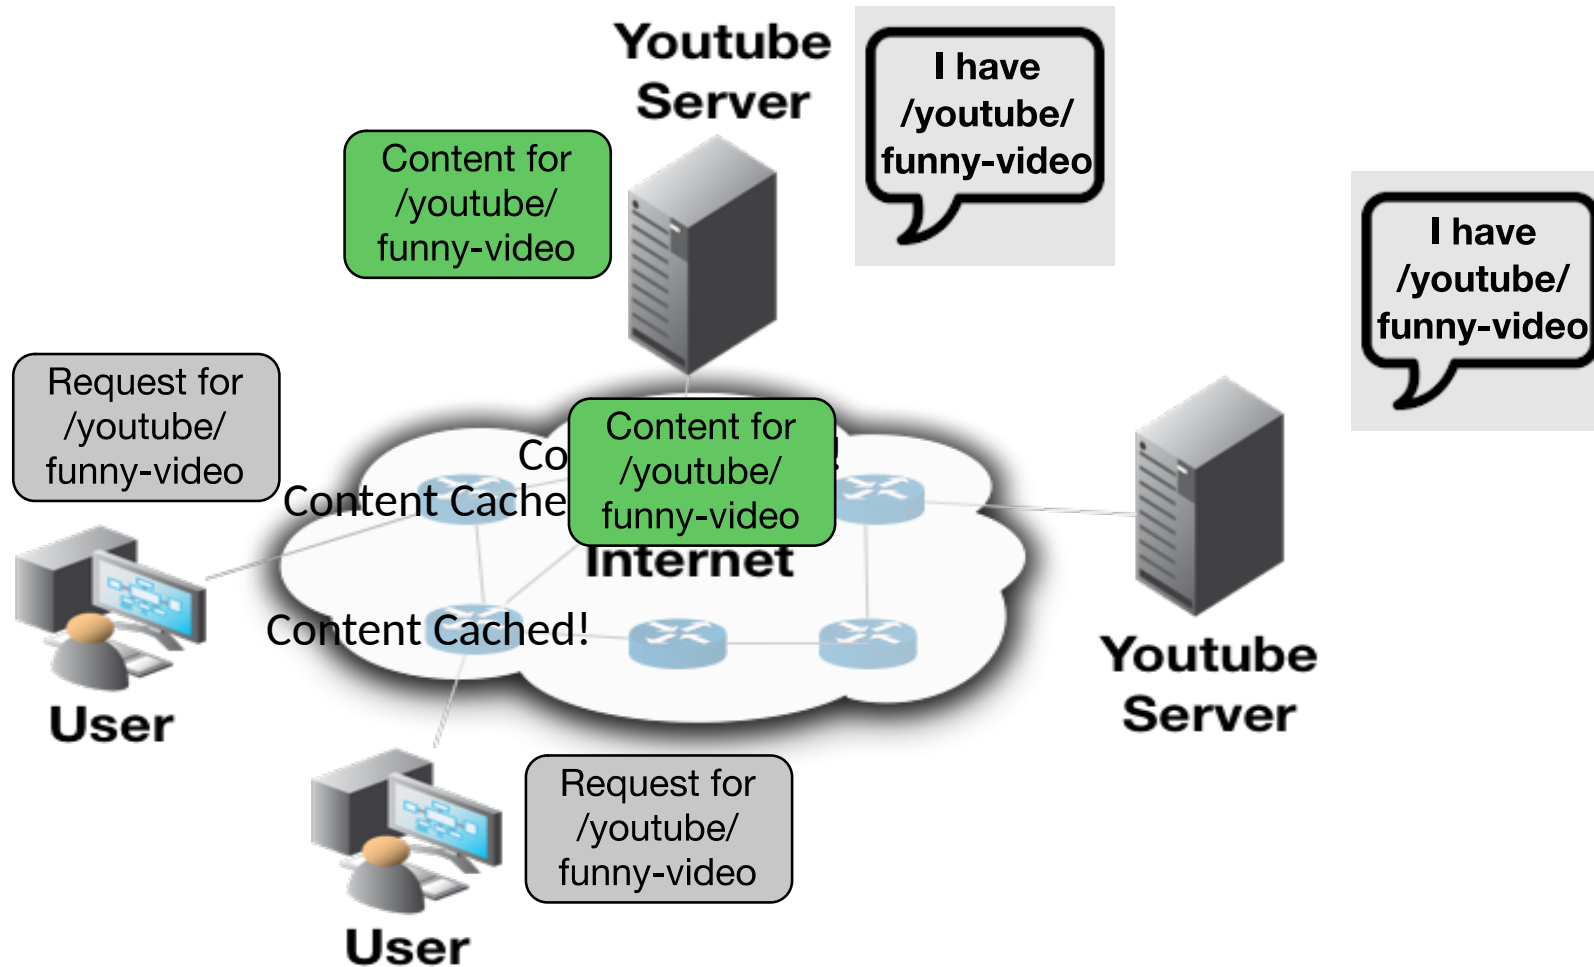 Youtube
Server
I have
/youtube/
funny-video
Content for
/youtube/
funny-video
I have
/youtube/
funny-video
Request for
/youtube/
funny-video
Content for
/youtube/
funny-video
Co !
Content Cache
Internet
Content Cached!
User
Youtube
Server
Request for
/youtube/
funny-video
User